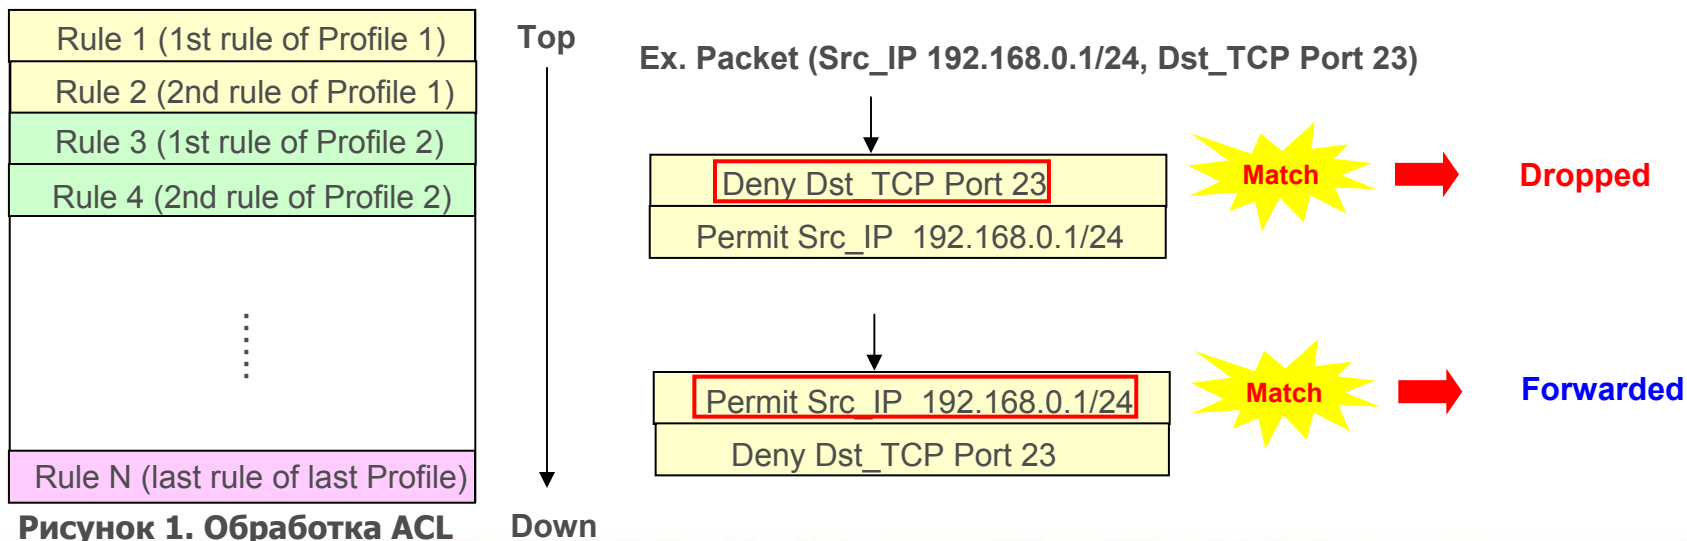 Rule 1 (1st rule of Profile 1)
Rule 2 (2nd rule of Profile 1)
Rule 3 (1st rule of Profile 2)
Rule 4 (2nd rule of Profile 2)
Rule N (last rule of last Profile)
Рисунок 1. Обработка ACL
Top
Down
Ex. Packet (Src_IP 192.168.0.1/24, Dst_TCP Port 23)
Deny Dst_TCP Port 23
Permit Src_IP 192.168.0.1/24
Match
Dropped
Permit Src_IP 192.168.0.1/24
Deny Dst_TCP Port 23
Match
Forwarded